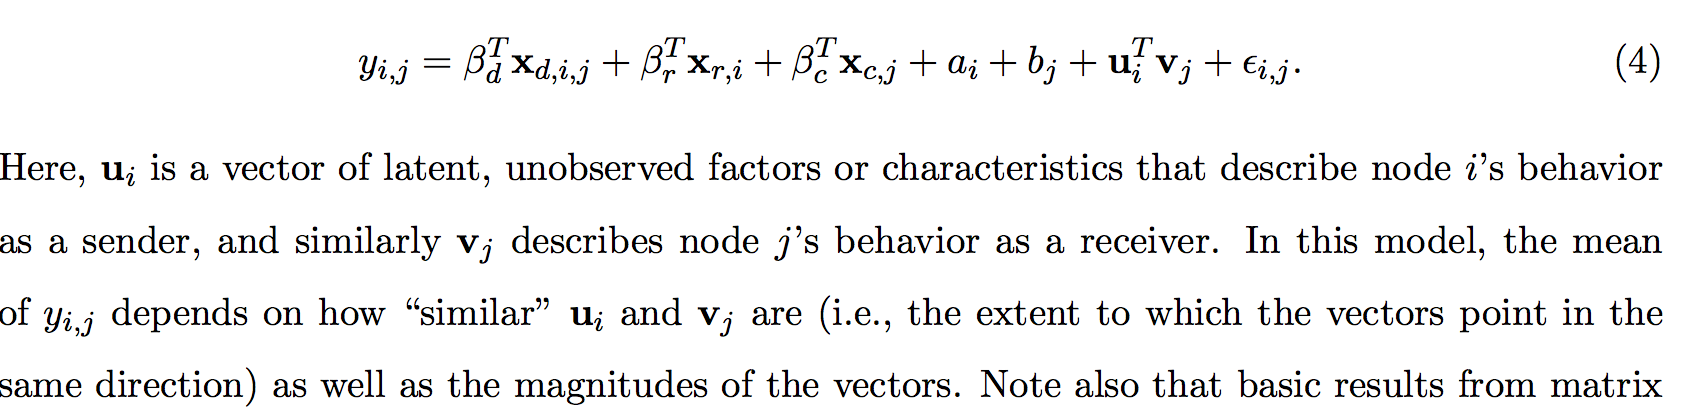 y_{i,j} = β_d^T x_{d,i,j} + β_r^T x_{r,i} + β_c^T x_{c,j} + a_i + b_j + u_i^T v_j + ϵ_{i,j}. (4)
Here, u_i is a vector of latent, unobserved factors or characteristics that describe node i's behavior
as a sender, and similarly v_j describes node j's behavior as a receiver. In this model, the mean
of y_{i,j} depends on how “similar” u_i and v_j are (i.e., the extent to which the vectors point in the
same direction) as well as the magnitudes of the vectors. Note also that basic results from matrix